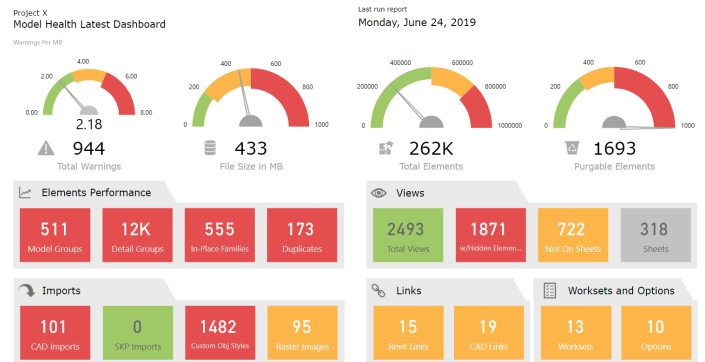 Project X
Model Health Latest Dashboard
Last run report
Monday, June 24, 2019
Warnings Per MB
0.00 2.00 4.00 6.00 8.00
2.18
944
Total Warnings
0 200 400 600 800 1000
433
File Size in MB
0 200000 400000 600000 800000 1000000
262K
Total Elements
0 200 400 600 800 1000
1693
Purgable Elements
Elements Performance
511 12K 555 173
Model Groups Detail Groups In-Place Families Duplicates
Views
2493 1871 722 318
Total Views w/Hidden Elemen... Not On Sheets Sheets
Imports
101 0 1482 95
CAD Imports SKP Imports Custom Obj Styles Raster Images
Links
15 19
Revit Links CAD Links
Worksets and Options
13 10
Worksets Options